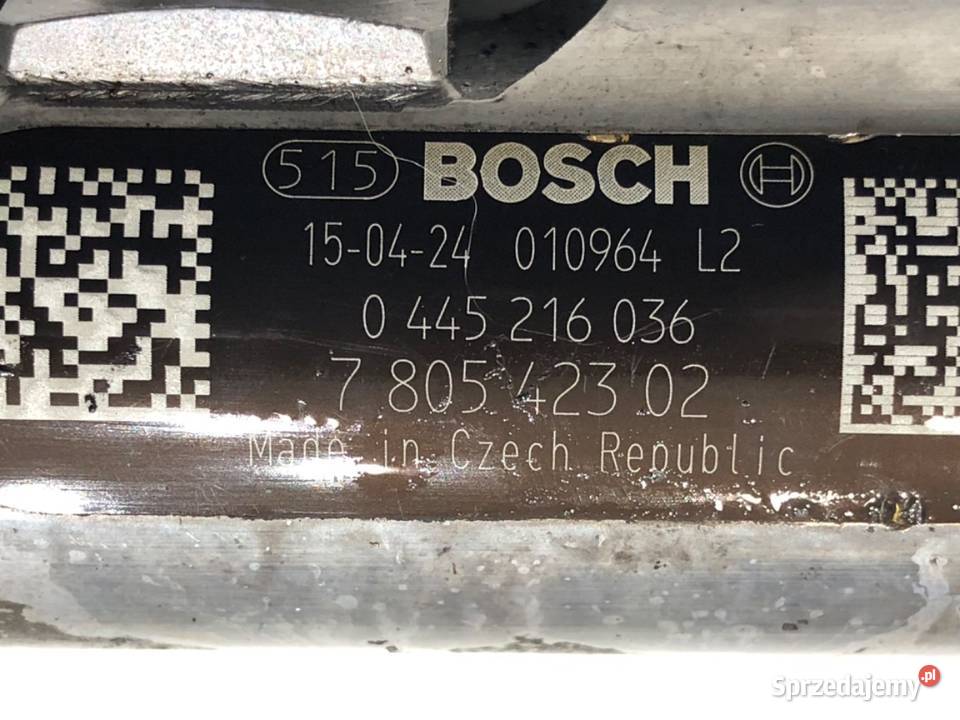 515 BOSCH
15-04-24 010964 L2
0 445 216 036
7 805 423 02
Made in Czech Republic
Sprzedajemy.pl